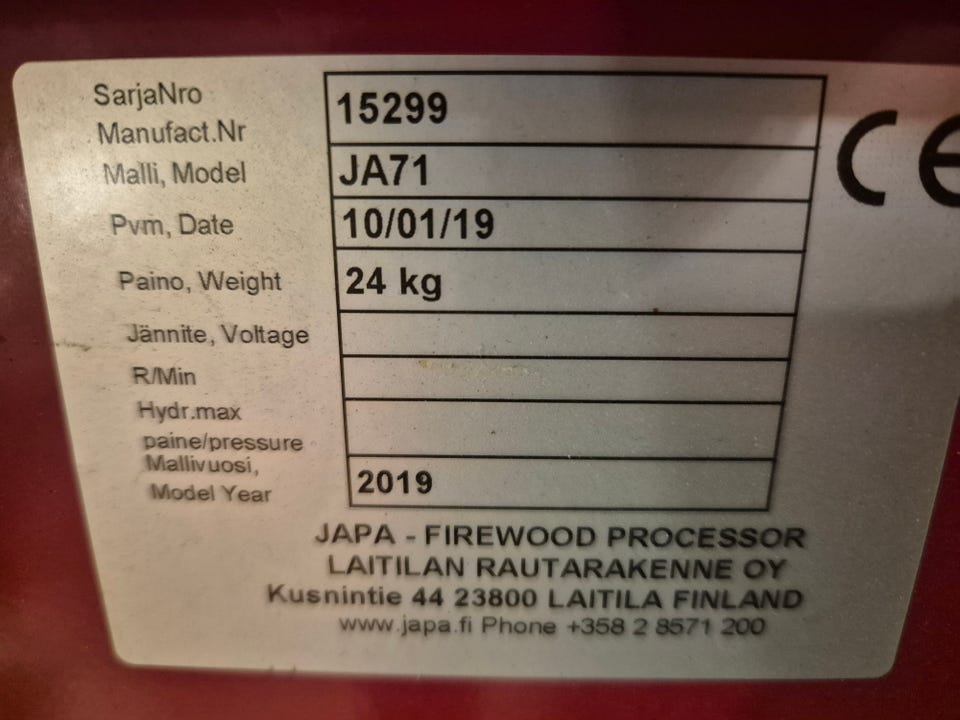 SarjaNro
Manufact.Nr 15299
Malli, Model JA71
Pvm, Date 10/01/19
Paino, Weight 24 kg
Jännite, Voltage
R/Min
Hydr.max
paine/pressure
Mallivuosi,
Model Year 2019
CE
JAPA - FIREWOOD PROCESSOR
LAITILAN RAUTARAKENNE OY
Kusnintie 44 23800 LAITILA FINLAND
www.japa.fi Phone +358 2 8571 200